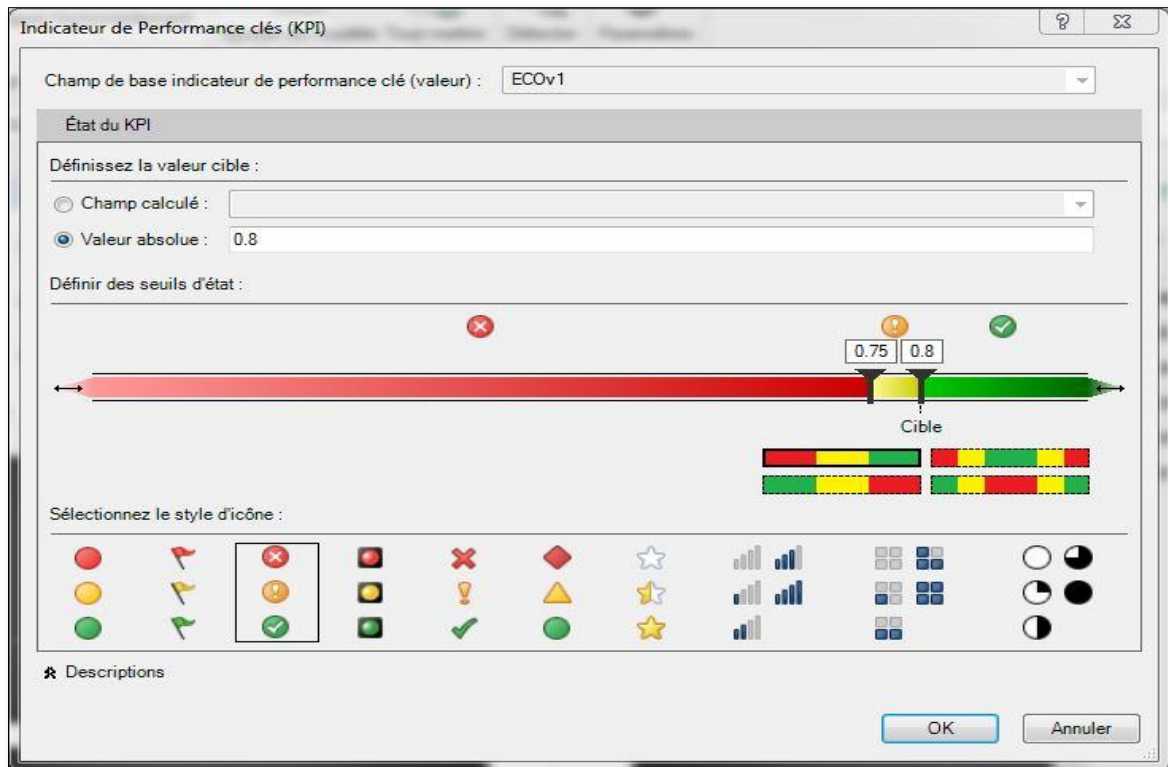 Indicateur de Performance clés (KPI)
Champ de base indicateur de performance clé (valeur) : ECOv1
État du KPI
Définissez la valeur cible :
Champ calculé :
Valeur absolue : 0.8
Définir des seuils d'état :
0.75 0.8
Cible
Sélectionnez le style d'icône :
Descriptions
OK Annuler